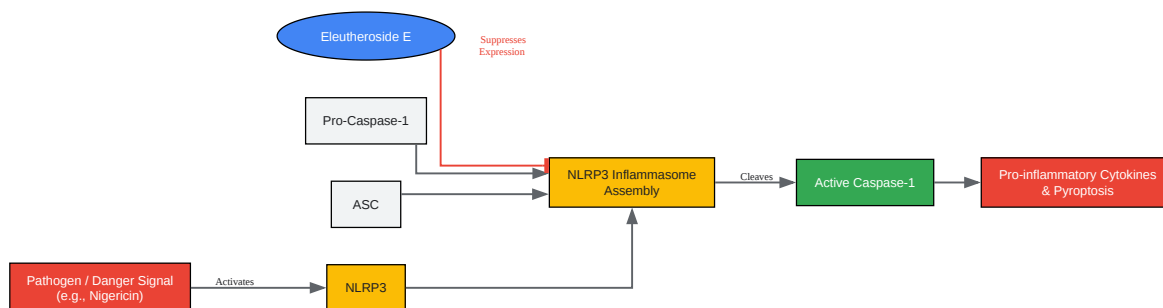 Eleutheroside E
Suppresses
Expression
Pro-Caspase-1
NLRP3 Inflammasome
Assembly
Cleaves
Active Caspase-1
Pro-inflammatory Cytokines
& Pyroptosis
ASC
Pathogen / Danger Signal
(e.g., Nigericin)
Activates
NLRP3